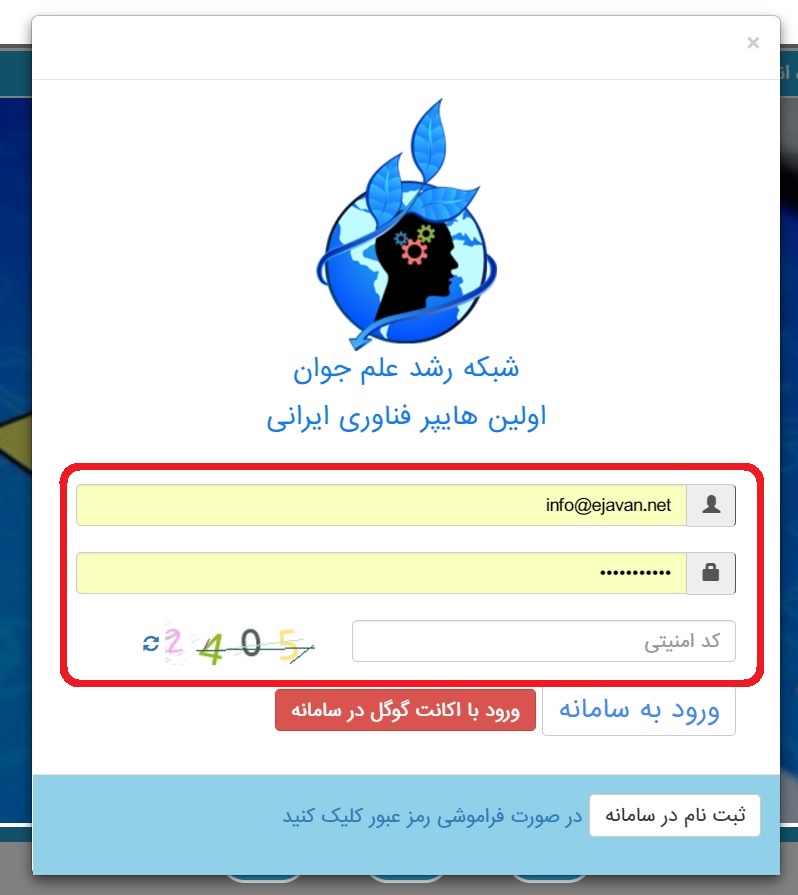 ×
شبکه رشد علم جوان
اولین هایپر فناوری ایرانی
info@ejavan.net
•••••••••••
کد امنیتی
2405
ورود به سامانه
ورود با اکانت گوگل در سامانه
ثبت نام در سامانه
در صورت فراموشی رمز عبور کلیک کنید